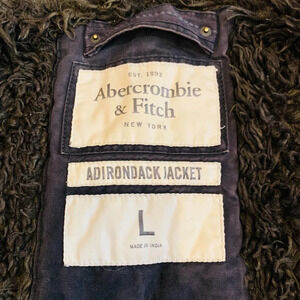 EST. 1892
Abercrombie
& Fitch
NEW YORK
ADIRONDACK JACKET
L
MADE IN INDIA